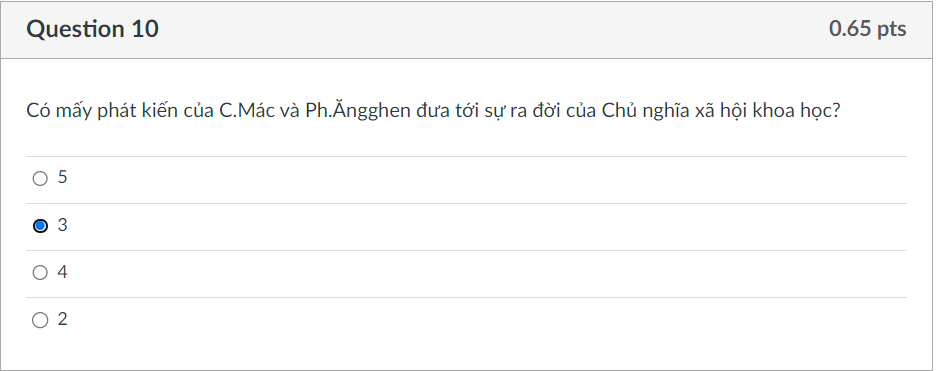 Question 10
0.65 pts
Có mấy phát kiến của C.Mác và Ph.Ăngghen đưa tới sự ra đời của Chủ nghĩa xã hội khoa học?
5
3
4
2